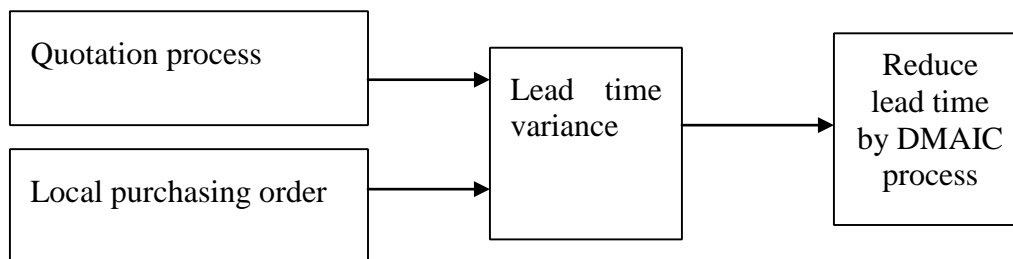 Quotation process
Local purchasing order
Lead time
variance
Reduce
lead time
by DMAIC
process